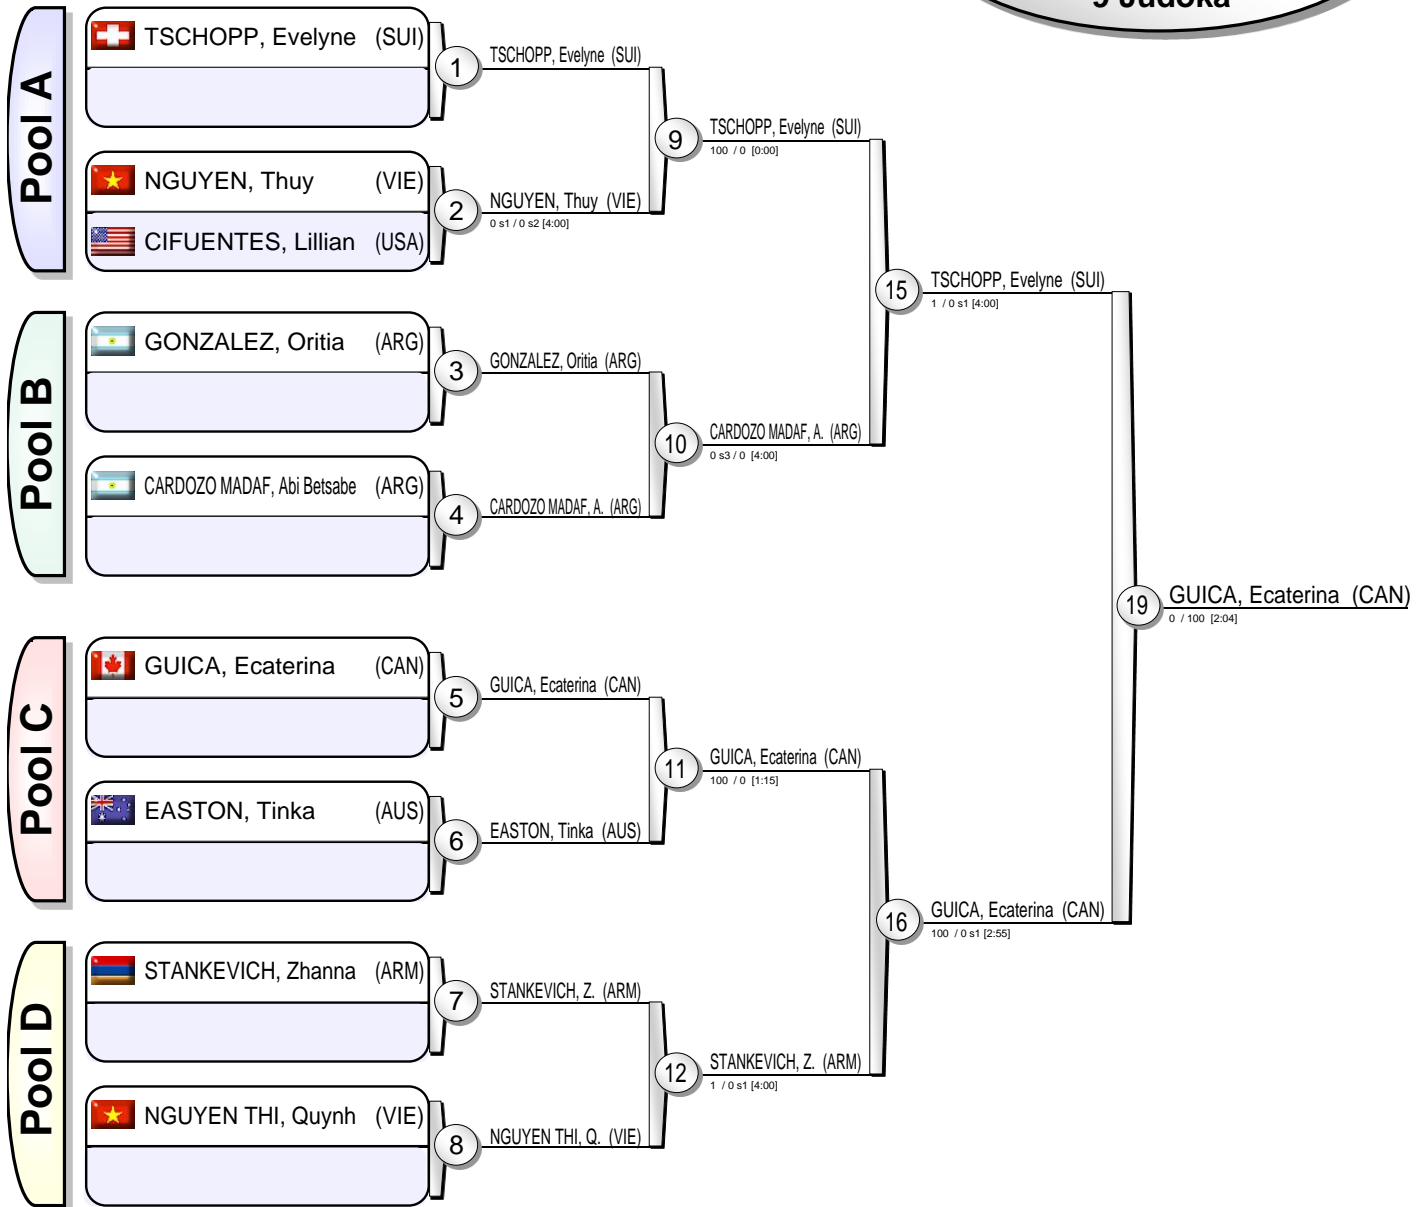 9 Judoka
Pool A
TSCHOPP, Evelyne (SUI)
1
TSCHOPP, Evelyne (SUI)
NGUYEN, Thuy (VIE)
CIFUENTES, Lillian (USA)
2
NGUYEN, Thuy (VIE)
0 s1 / 0 s2 [4:00]
9
TSCHOPP, Evelyne (SUI)
100 / 0 [0:00]
Pool B
GONZALEZ, Oritia (ARG)
3
GONZALEZ, Oritia (ARG)
CARDOZO MADAF, Abi Betsabe (ARG)
4
CARDOZO MADAF, A. (ARG)
10
CARDOZO MADAF, A. (ARG)
0 s3 / 0 [4:00]
15
TSCHOPP, Evelyne (SUI)
1 / 0 s1 [4:00]
Pool C
GUICA, Ecaterina (CAN)
5
GUICA, Ecaterina (CAN)
EASTON, Tinka (AUS)
6
EASTON, Tinka (AUS)
11
GUICA, Ecaterina (CAN)
100 / 0 [1:15]
Pool D
STANKEVICH, Zhanna (ARM)
7
STANKEVICH, Z. (ARM)
NGUYEN THI, Quynh (VIE)
8
NGUYEN THI, Q. (VIE)
12
STANKEVICH, Z. (ARM)
1 / 0 s1 [4:00]
16
GUICA, Ecaterina (CAN)
100 / 0 s1 [2:55]
19
GUICA, Ecaterina (CAN)
0 / 100 [2:04]